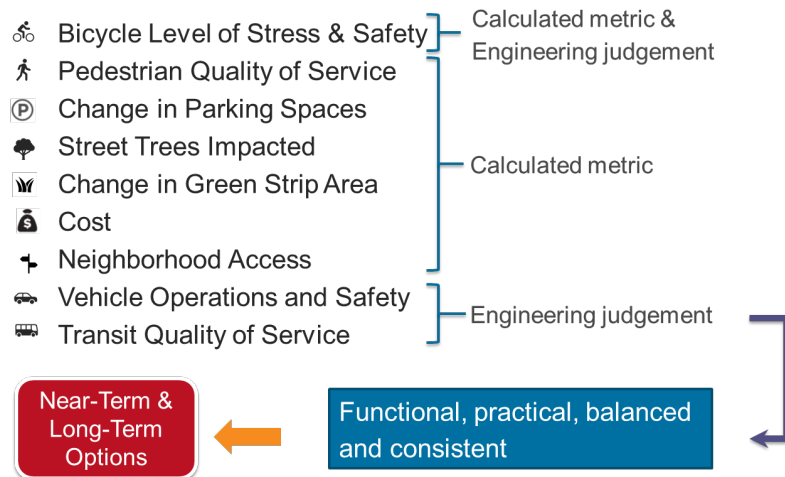 Bicycle Level of Stress & Safety
Calculated metric &
Engineering judgement
Pedestrian Quality of Service
Change in Parking Spaces
Street Trees Impacted
Change in Green Strip Area
Cost
Neighborhood Access
Calculated metric
Vehicle Operations and Safety
Transit Quality of Service
Engineering judgement
Functional, practical, balanced
and consistent
Near-Term &
Long-Term
Options